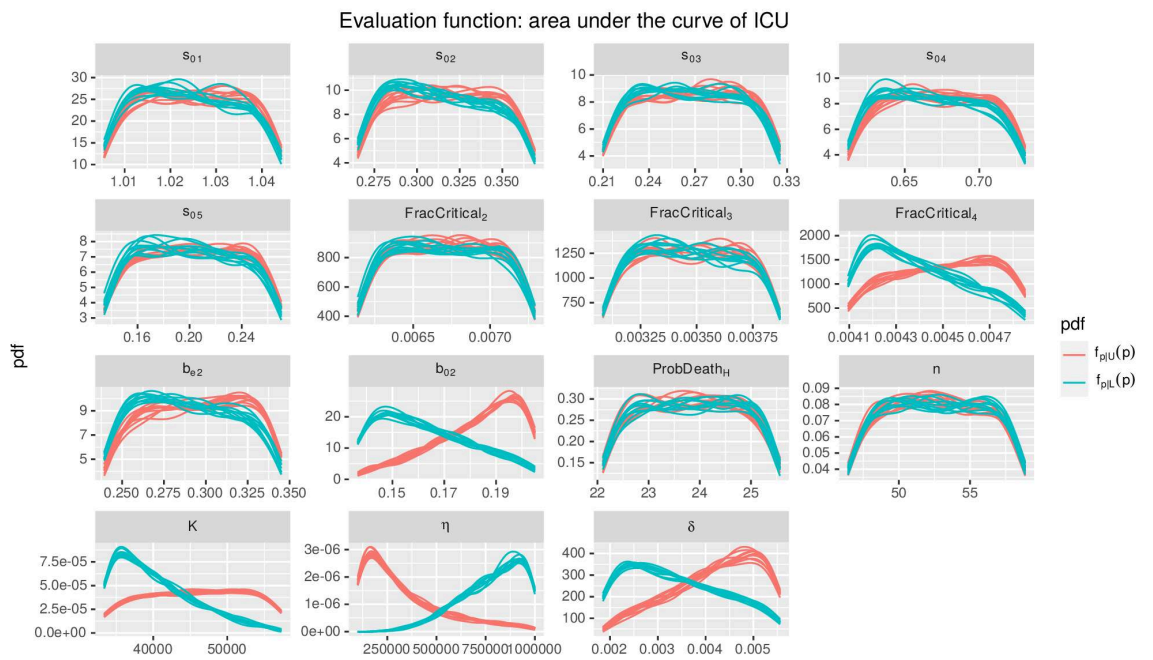 Evaluation function: area under the curve of ICU
s₀₁ s₀₂ s₀₃ s₀₄
30 25 20 15 10
10 8 6 4
10 8 6 4
10 8 6 4
1.01 1.02 1.03 1.04
0.275 0.300 0.325 0.350
0.21 0.24 0.27 0.30 0.33
0.65 0.70
s₀₅ FracCritical₂ FracCritical₃ FracCritical₄
8 7 6 5 4 3
800 600 400
1250 1000 750
2000 1500 1000 500
0.16 0.20 0.24
0.0065 0.0070
0.00325 0.00350 0.00375
0.0041 0.0043 0.0045 0.0047
pdf
b_e2 b₀₂ ProbDeath_H n
9 7 5
20 10 0
0.30 0.25 0.20 0.15
0.09 0.08 0.07 0.06 0.05 0.04
0.250 0.275 0.300 0.325 0.350
0.15 0.17 0.19
22 23 24 25
50 55
K η δ
7.5e-05 5.0e-05 2.5e-05 0.0e+00
3e-06 2e-06 1e-06 0e+00
400 300 200 100
40000 50000
250000 500000 750000 1000000
0.002 0.003 0.004 0.005
pdf
f_p|U(p)
f_p|L(p)